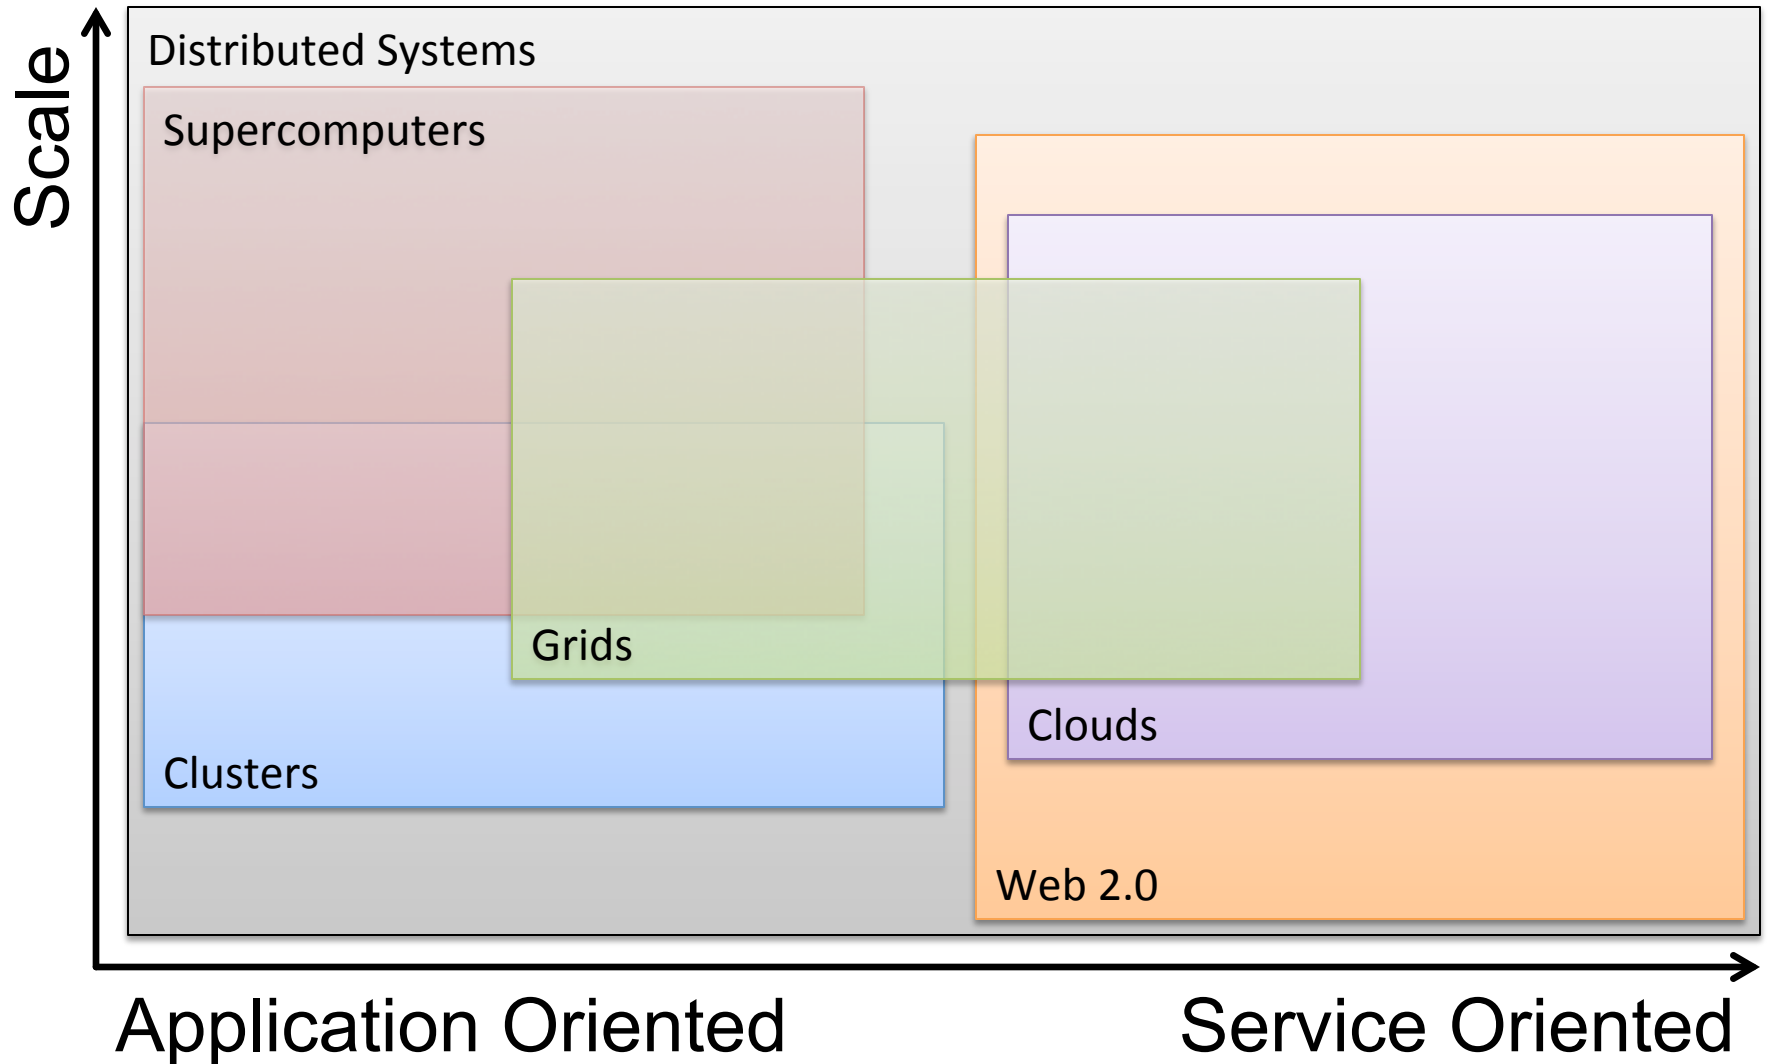 Scale
Distributed Systems
Supercomputers
Grids
Clouds
Clusters
Web 2.0
Application Oriented
Service Oriented